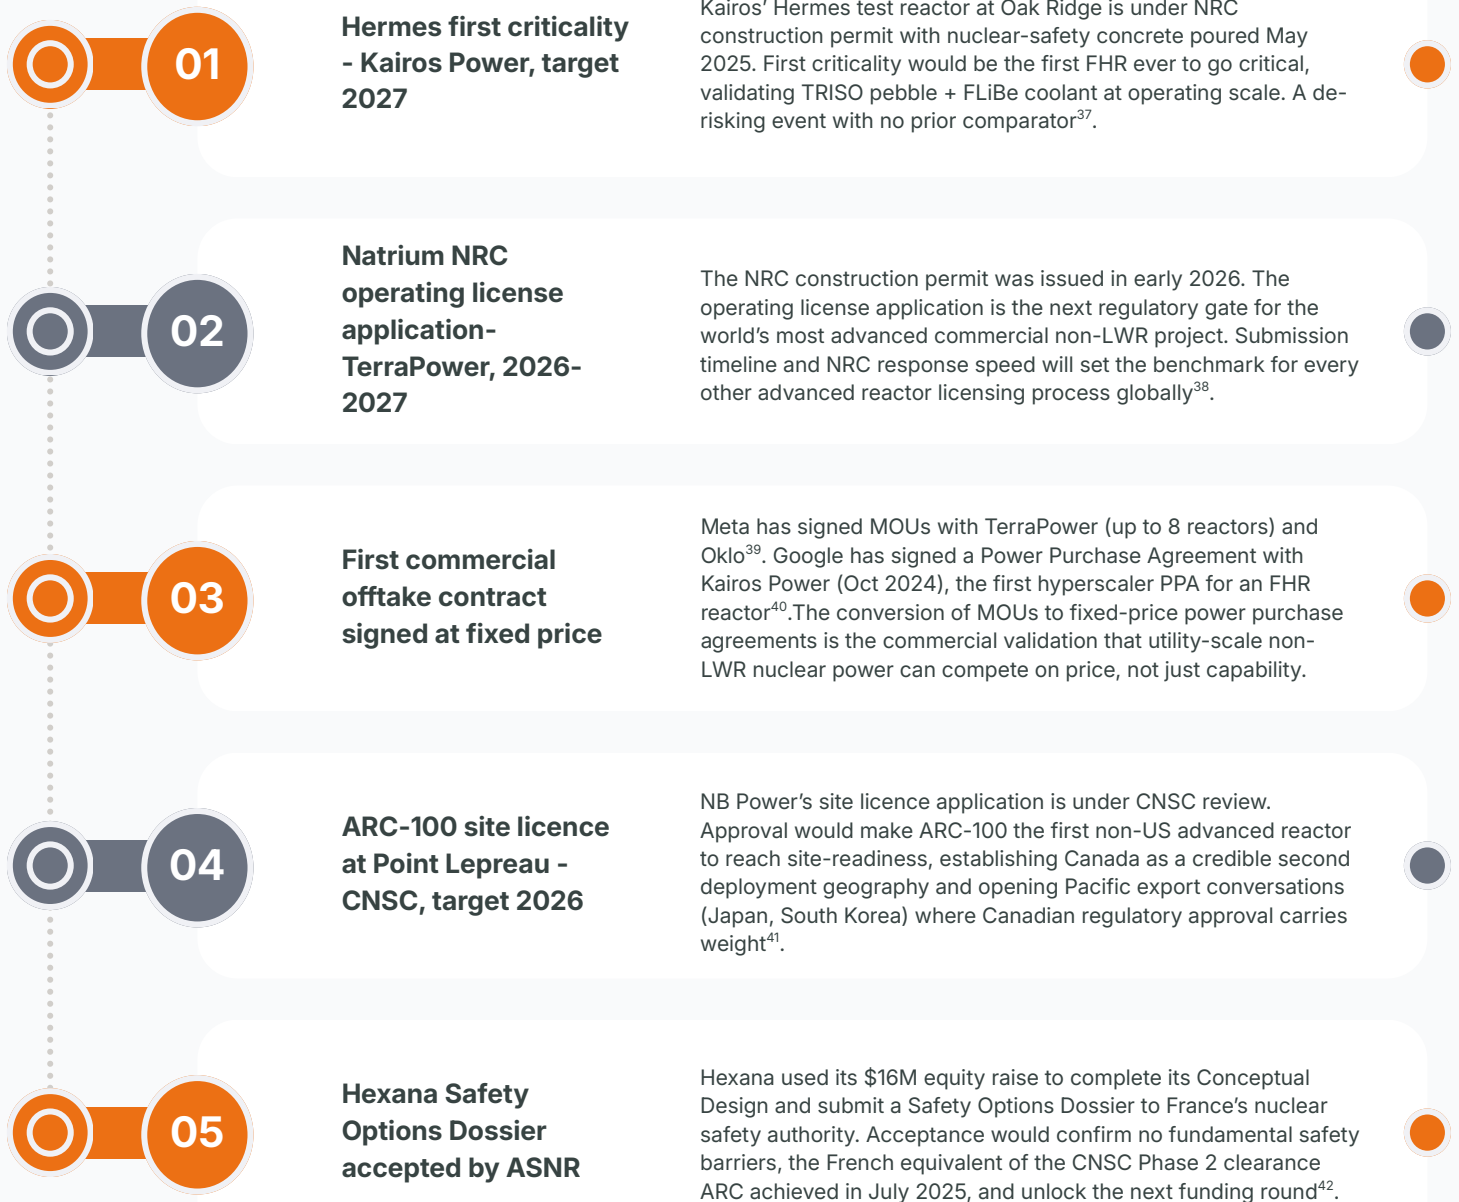 01
Hermes first criticality
- Kairos Power, target
2027
Kairos’ Hermes test reactor at Oak Ridge is under NRC
construction permit with nuclear-safety concrete poured May
2025. First criticality would be the first FHR ever to go critical,
validating TRISO pebble + FLiBe coolant at operating scale. A de-
risking event with no prior comparator37.
02
Natrium NRC
operating license
application-
TerraPower, 2026-
2027
The NRC construction permit was issued in early 2026. The
operating license application is the next regulatory gate for the
world’s most advanced commercial non-LWR project. Submission
timeline and NRC response speed will set the benchmark for every
other advanced reactor licensing process globally38.
03
First commercial
offtake contract
signed at fixed price
Meta has signed MOUs with TerraPower (up to 8 reactors) and
Oklo39. Google has signed a Power Purchase Agreement with
Kairos Power (Oct 2024), the first hyperscaler PPA for an FHR
reactor40.The conversion of MOUs to fixed-price power purchase
agreements is the commercial validation that utility-scale non-
LWR nuclear power can compete on price, not just capability.
04
ARC-100 site licence
at Point Lepreau -
CNSC, target 2026
NB Power’s site licence application is under CNSC review.
Approval would make ARC-100 the first non-US advanced reactor
to reach site-readiness, establishing Canada as a credible second
deployment geography and opening Pacific export conversations
(Japan, South Korea) where Canadian regulatory approval carries
weight41.
05
Hexana Safety
Options Dossier
accepted by ASNR
Hexana used its $16M equity raise to complete its Conceptual
Design and submit a Safety Options Dossier to France’s nuclear
safety authority. Acceptance would confirm no fundamental safety
barriers, the French equivalent of the CNSC Phase 2 clearance
ARC achieved in July 2025, and unlock the next funding round42.